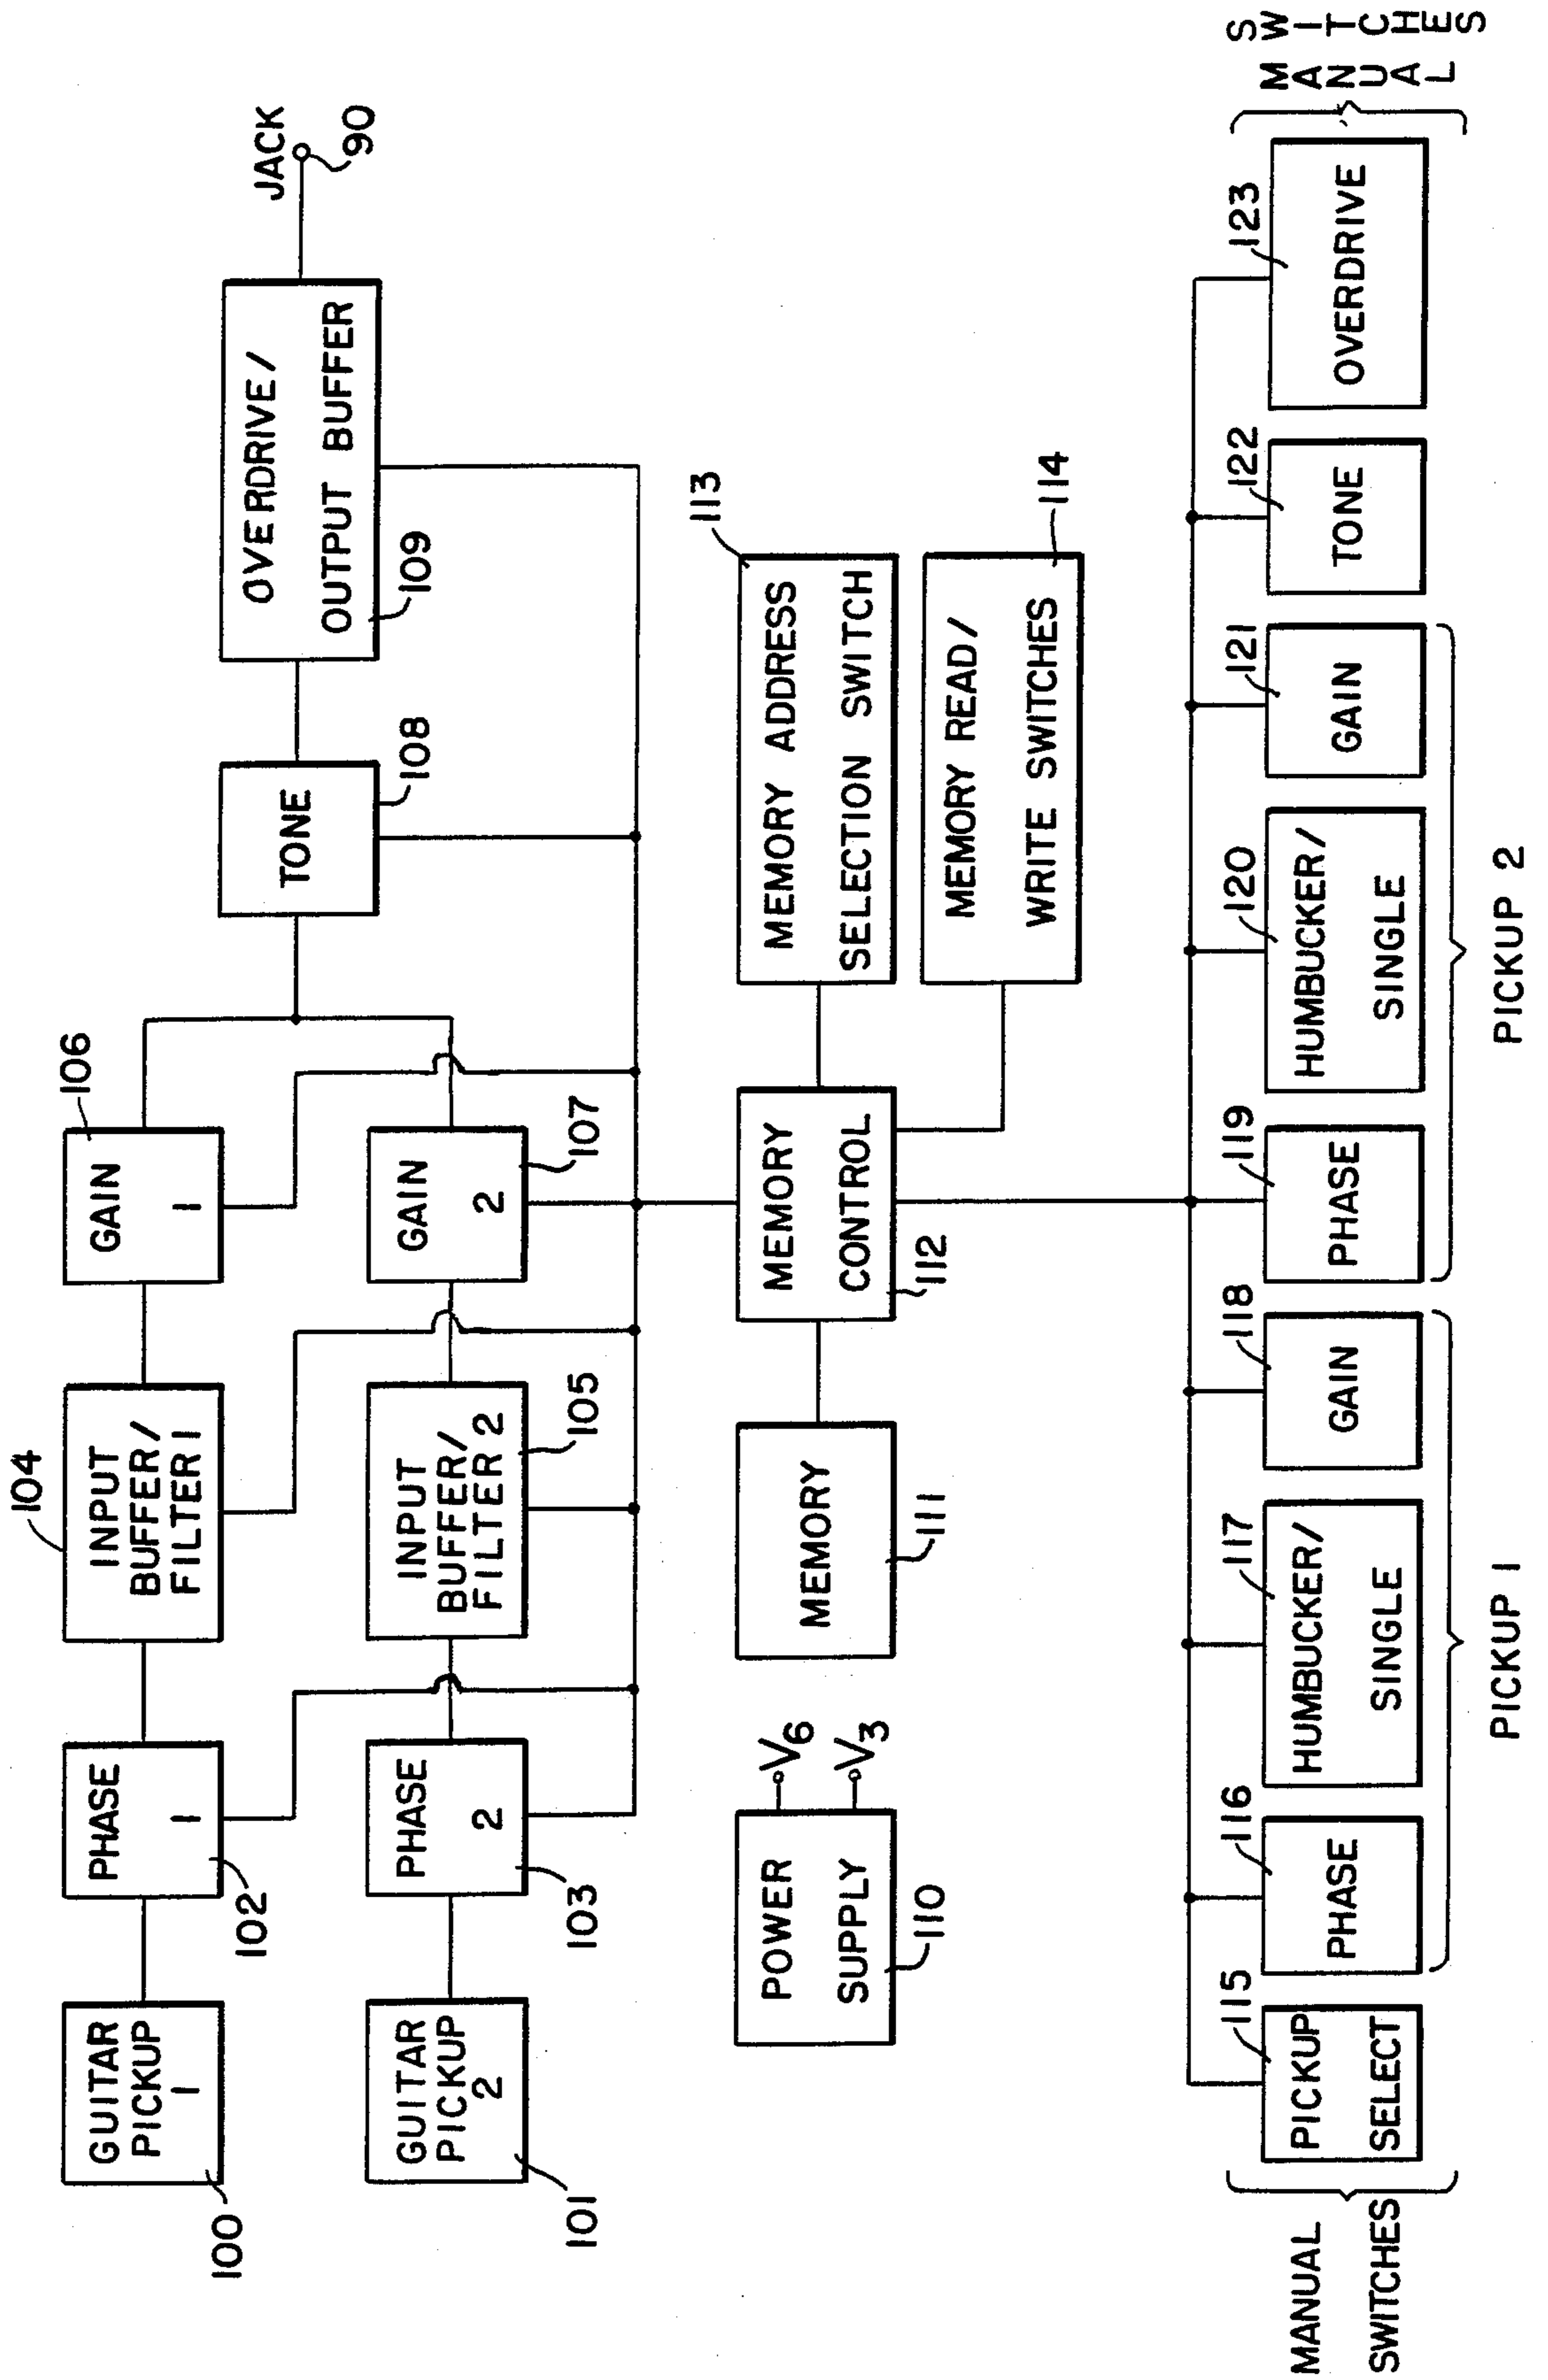 104
106
GUITAR
PICKUP
1
PHASE
1
INPUT
BUFFER/
FILTER 1
GAIN
1
100
102
TONE
108
OVERDRIVE/
OUTPUT BUFFER
109
JACK
90
GUITAR
PICKUP
2
PHASE
2
INPUT
BUFFER/
FILTER 2
GAIN
2
101
103
105
107
POWER
SUPPLY
110
V6
V3
MEMORY
111
MEMORY
CONTROL
112
MEMORY ADDRESS
SELECTION SWITCH
113
MEMORY READ/
WRITE SWITCHES
114
MANUAL
SWITCHES
115
PICKUP
SELECT
116
PHASE
117
HUMBUCKER/
SINGLE
118
GAIN
119
PHASE
120
HUMBUCKER/
SINGLE
121
GAIN
122
TONE
123
OVERDRIVE
MANUAL
SWITCHES
PICKUP 1
PICKUP 2